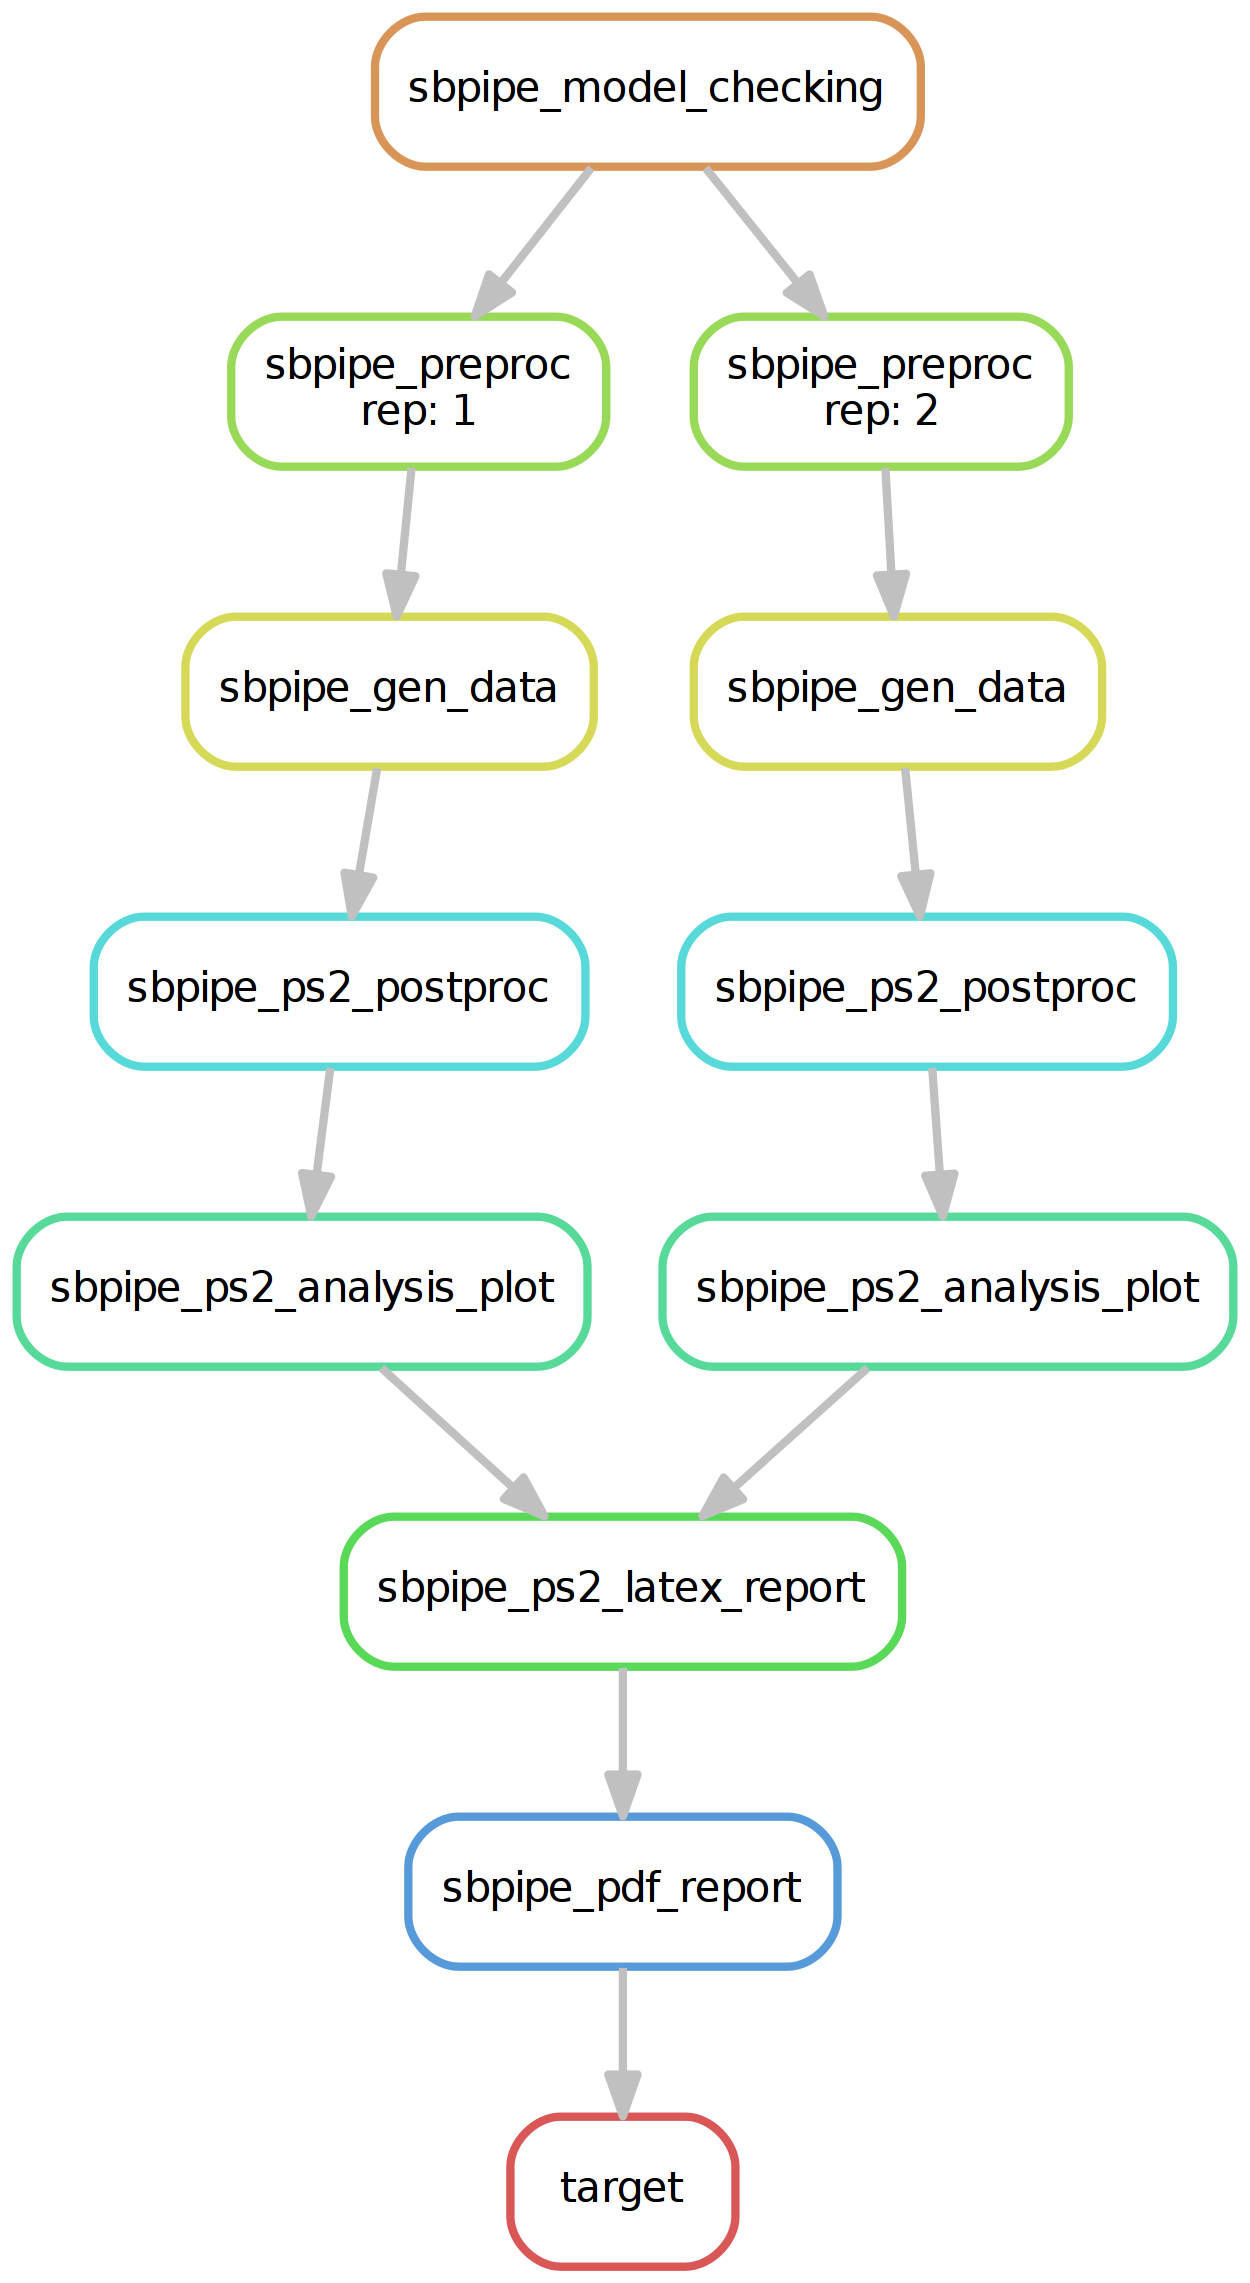 sbpipe_model_checking
sbpipe_preproc
rep: 1
sbpipe_preproc
rep: 2
sbpipe_gen_data
sbpipe_gen_data
sbpipe_ps2_postproc
sbpipe_ps2_postproc
sbpipe_ps2_analysis_plot
sbpipe_ps2_analysis_plot
sbpipe_ps2_latex_report
sbpipe_pdf_report
target